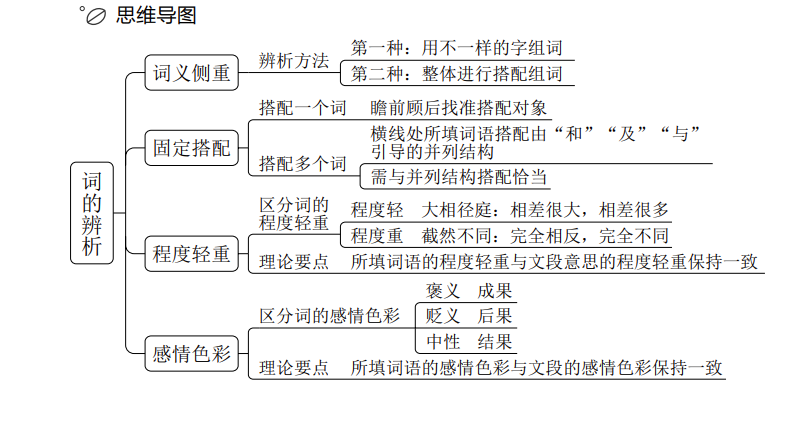 思维导图
词的辨析
词义侧重
辨析方法
第一种：用不一样的字组词
第二种：整体进行搭配组词
固定搭配
搭配一个词
瞻前顾后找准搭配对象
搭配多个词
横线处所填词语搭配由“和”“及”“与”
引导的并列结构
需与并列结构搭配恰当
程度轻重
区分词的
程度轻重
程度轻 大相径庭：相差很大，相差很多
程度重 截然不同：完全相反，完全不同
理论要点 所填词语的程度轻重与文段意思的程度轻重保持一致
感情色彩
区分词的感情色彩
褒义 成果
贬义 后果
中性 结果
理论要点 所填词语的感情色彩与文段的感情色彩保持一致